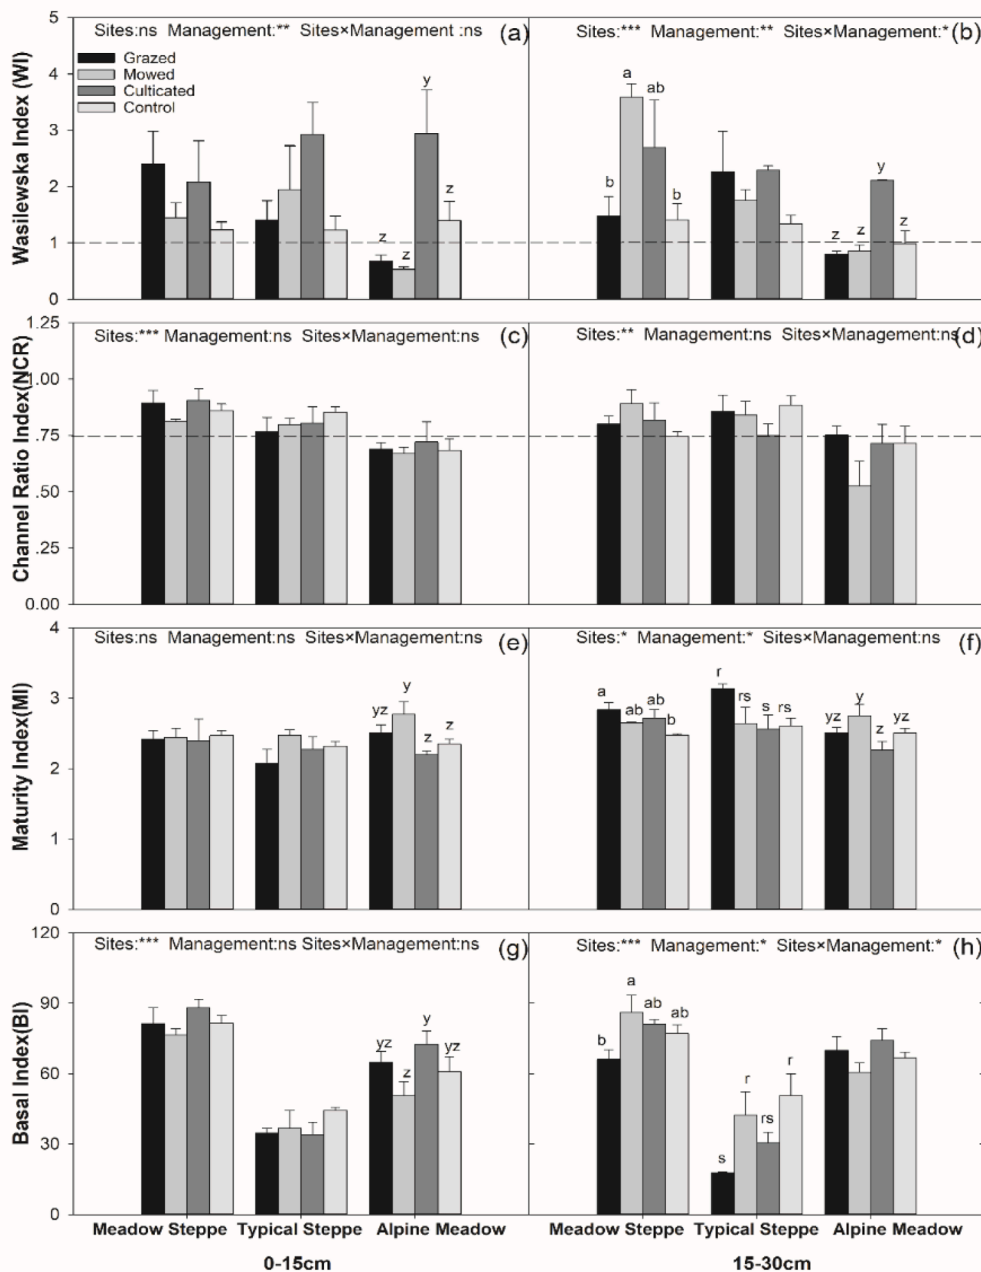 Sites:ns Management:** Sites×Management :ns (a)
Sites:*** Management:** Sites×Management:* (b)
Grazed
Mowed
Culticated
Control
Wasilewska Index (WI)
5
4
3
2
1
0
y
z
z
z
b
a
ab
b
z
z
y
z
Sites:*** Management:ns Sites×Management:ns (c)
Sites:** Management:ns Sites×Management:ns (d)
Channel Ratio Index(NCR)
1.25
1.00
.75
.50
.25
0.00
Sites:ns Management:ns Sites×Management:ns (e)
Sites:* Management:* Sites×Management:ns (f)
Maturity Index(MI)
4
3
2
1
0
yz
y
z
z
a
ab
ab
b
r
rs
s
rs
yz
y
z
yz
Sites:*** Management:ns Sites×Management:ns (g)
Sites:*** Management:* Sites×Management:* (h)
Basal Index(BI)
120
90
60
30
0
yz
z
y
yz
b
a
ab
ab
s
r
rs
r
Meadow Steppe Typical Steppe Alpine Meadow
Meadow Steppe Typical Steppe Alpine Meadow
0-15cm
15-30cm